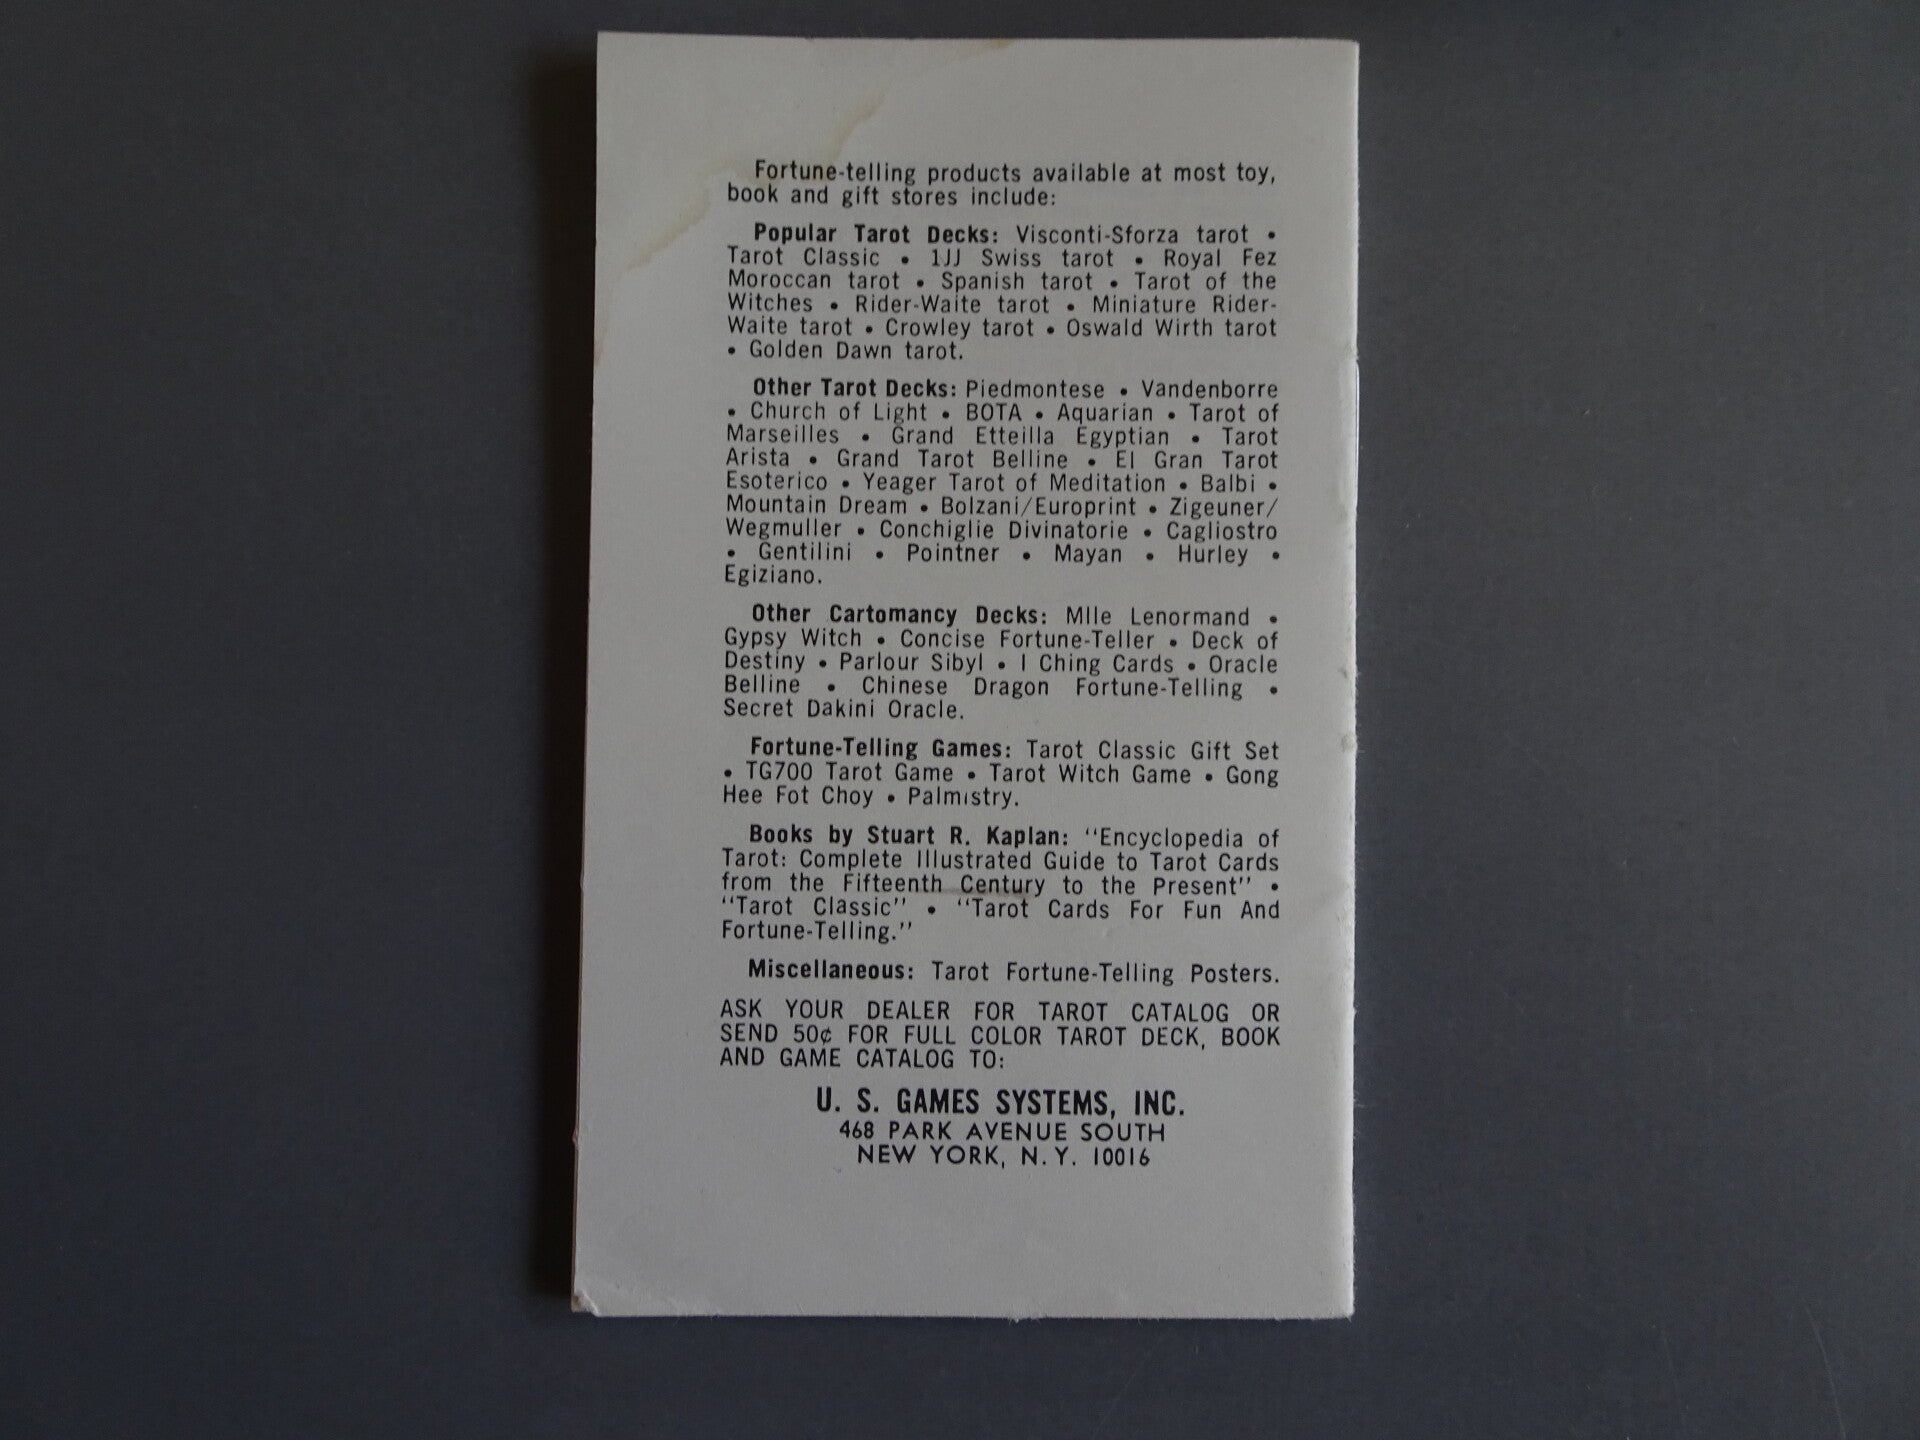 Fortune-telling products available at most toy,
book and gift stores include:
Popular Tarot Decks: Visconti-Sforza tarot •
Tarot Classic • 1JJ Swiss tarot • Royal Fez
Moroccan tarot • Spanish tarot • Tarot of the
Witches • Rider-Waite tarot • Miniature Rider-
Waite tarot • Crowley tarot • Oswald Wirth tarot
• Golden Dawn tarot.
Other Tarot Decks: Piedmontese • Vandenborre
• Church of Light • BOTA • Aquarian • Tarot of
Marseilles • Grand Etteilla Egyptian • Tarot
Arista • Grand Tarot Belline • El Gran Tarot
Esoterico • Yeager Tarot of Meditation • Balbi •
Mountain Dream • Bolzani/Europrint • Zigeuner/
Wegmuller • Conchiglie Divinatorie • Cagliostro
• Gentilini • Pointner • Mayan • Hurley •
Egiziano.
Other Cartomancy Decks: Mlle Lenormand •
Gypsy Witch • Concise Fortune-Teller • Deck of
Destiny • Parlour Sibyl • I Ching Cards • Oracle
Belline • Chinese Dragon Fortune-Telling •
Secret Dakini Oracle.
Fortune-Telling Games: Tarot Classic Gift Set
• TG700 Tarot Game • Tarot Witch Game • Gong
Hee Fot Choy • Palmistry.
Books by Stuart R. Kaplan: "Encyclopedia of
Tarot: Complete Illustrated Guide to Tarot Cards
from the Fifteenth Century to the Present" •
"Tarot Classic" • "Tarot Cards For Fun And
Fortune-Telling."
Miscellaneous: Tarot Fortune-Telling Posters.
ASK YOUR DEALER FOR TAROT CATALOG OR
SEND 50¢ FOR FULL COLOR TAROT DECK, BOOK
AND GAME CATALOG TO:
U. S. GAMES SYSTEMS, INC.
468 PARK AVENUE SOUTH
NEW YORK, N.Y. 10016